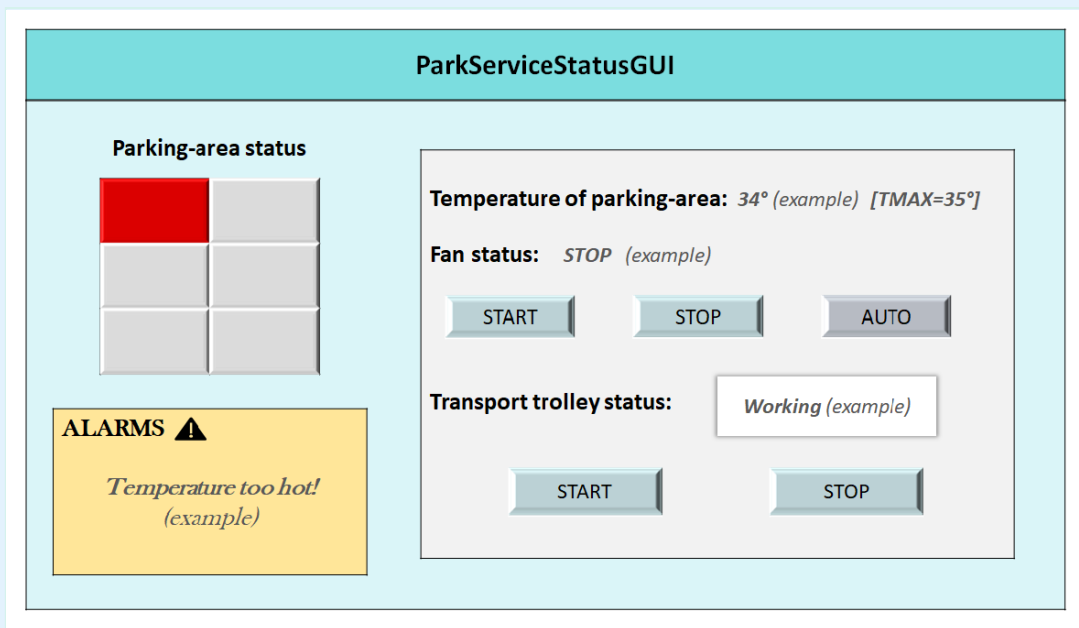 ParkServiceStatusGUI
Parking-area status
Temperature of parking-area: 34° (example) [TMAX=35°]
Fan status: STOP (example)
START STOP AUTO
Transport trolley status: Working (example)
START STOP
ALARMS
Temperature too hot!
(example)